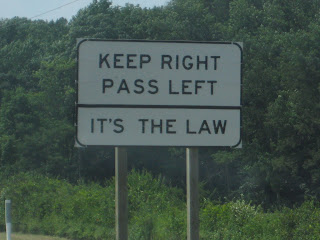 KEEP RIGHT
PASS LEFT
IT'S THE LAW